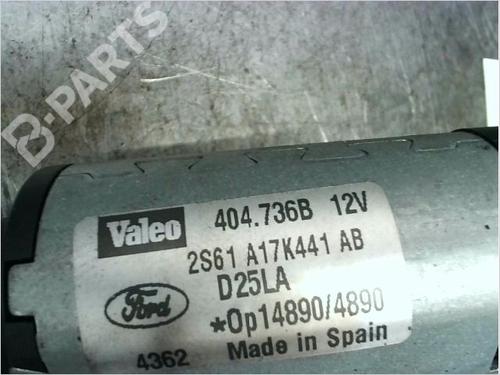 B-PARTS
Valeo 404.736B 12V
2S61 A17K441 AB
D25LA
Ford *Op14890/4890
4362 Made in Spain